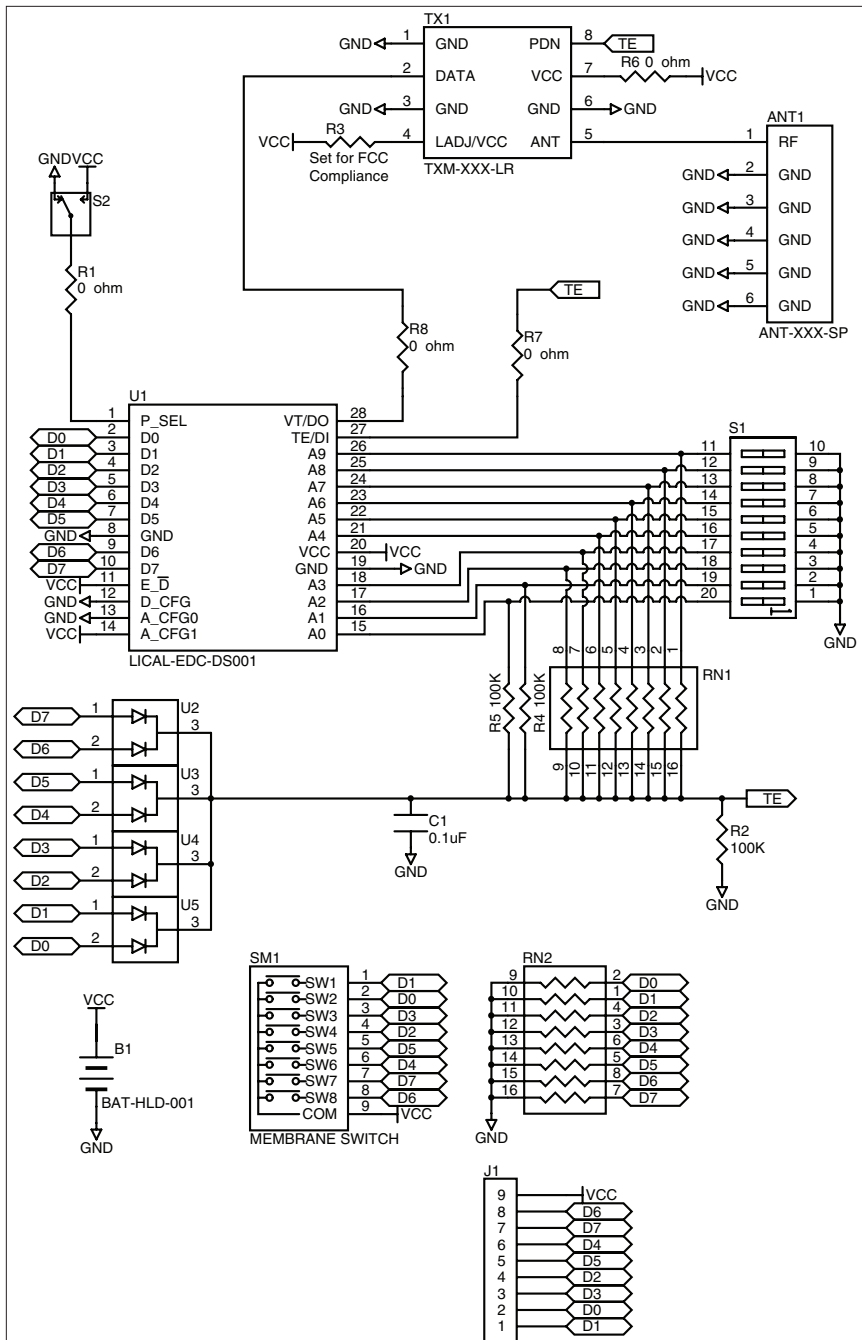 TX1
GND 1 GND PDN 8 TE
2 DATA VCC 7 R6 0 ohm VCC
GND 3 GND GND 6 GND
VCC R3 4 LADJ/VCC ANT 5
Set for FCC
Compliance
TXM-XXX-LR
ANT1
1 RF
GND 2 GND
GND 3 GND
GND 4 GND
GND 5 GND
GND 6 GND
ANT-XXX-SP
GND VCC
S2
R1
0 ohm
R8
0 ohm
TE
R7
0 ohm
U1
1 P_SEL VT/DO 28
D0 2 D0 TE/DI 27
D1 3 D1 A9 26
D2 4 D2 A8 25
D3 5 D3 A7 24
D4 6 D4 A6 23
D5 7 D5 A5 22
GND 8 GND A4 21
D6 9 D6 VCC 20 VCC
D7 10 D7 GND 19 GND
VCC 11 E_D A3 18
GND 12 D_CFG A2 17
GND 13 A_CFG0 A1 16
VCC 14 A_CFG1 A0 15
LICAL-EDC-DS001
S1
11 10
12 9
13 8
14 7
15 6
16 5
17 4
18 3
19 2
20 1
GND
R5 100K
R4 100K
8 7 6 5 4 3 2 1
RN1
9 10 11 12 13 14 15 16
D7 1 U2
D6 2 3
D5 1 U3
D4 2 3
D3 1 U4
D2 2 3
D1 1 U5
D0 2 3
C1
0.1uF
GND
TE
R2
100K
GND
VCC
B1
BAT-HLD-001
GND
SM1
SW1 1 D1
SW2 2 D0
SW3 3 D3
SW4 4 D2
SW5 5 D5
SW6 6 D4
SW7 7 D7
SW8 8 D6
COM 9 VCC
MEMBRANE SWITCH
RN2
9 2 D0
10 1 D1
11 4 D2
12 3 D3
13 6 D4
14 5 D5
15 8 D6
16 7 D7
GND
J1
9 VCC
8 D6
7 D7
6 D4
5 D5
4 D2
3 D3
2 D0
1 D1